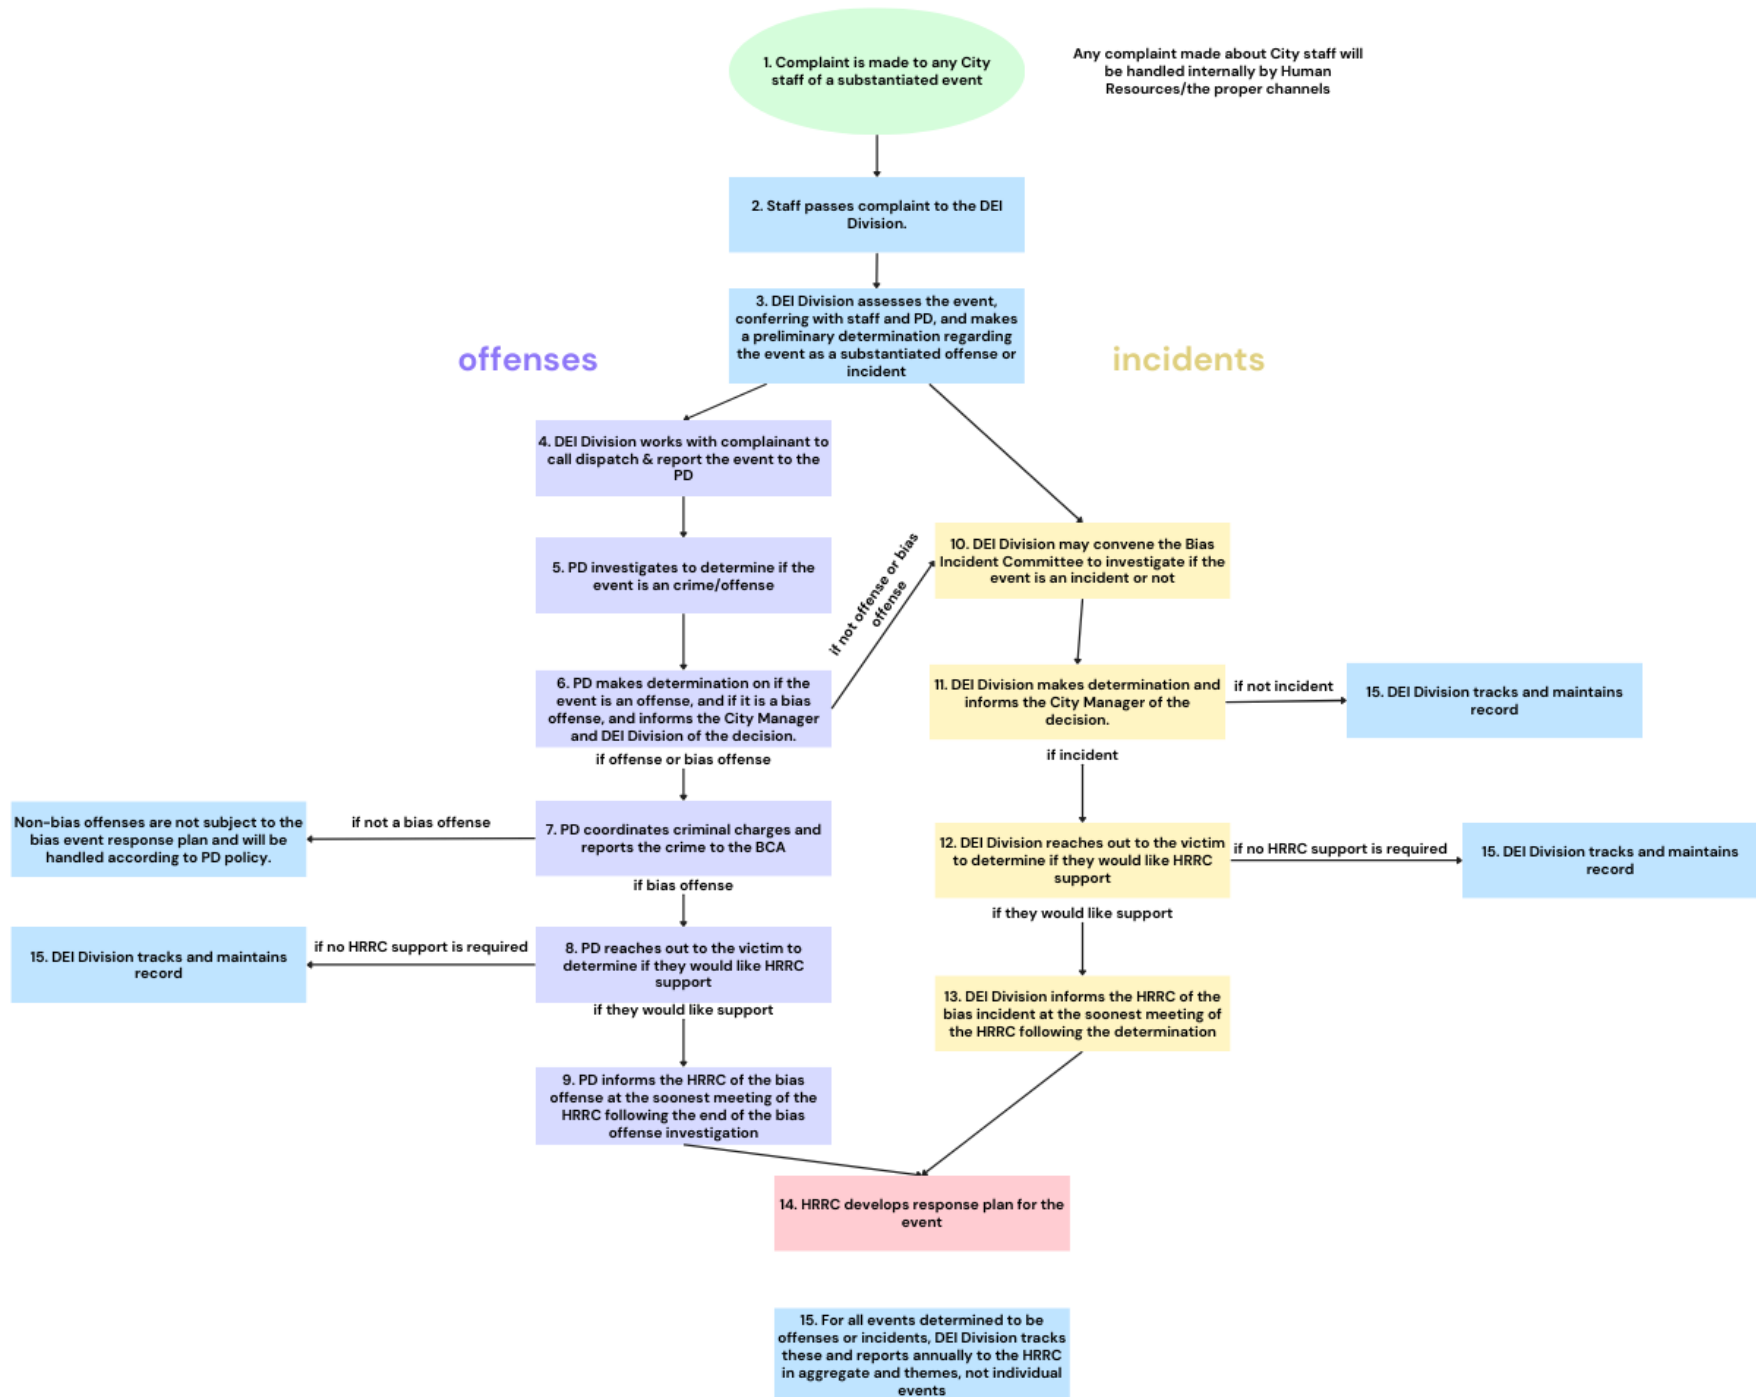 1. Complaint is made to any City
staff of a substantiated event
Any complaint made about City staff will
be handled internally by Human
Resources/the proper channels
2. Staff passes complaint to the DEI
Division.
3. DEI Division assesses the event,
conferring with staff and PD, and makes
a preliminary determination regarding
the event as a substantiated offense or
incident
offenses
incidents
4. DEI Division works with complainant to
call dispatch & report the event to the
PD
5. PD investigates to determine if the
event is an crime/offense
if not offense or bias
offense
10. DEI Division may convene the Bias
Incident Committee to investigate if the
event is an incident or not
6. PD makes determination on if the
event is an offense, and if it is a bias
offense, and informs the City Manager
and DEI Division of the decision.
11. DEI Division makes determination and
informs the City Manager of the
decision.
if not incident
15. DEI Division tracks and maintains
record
if offense or bias offense
if incident
Non-bias offenses are not subject to the
bias event response plan and will be
handled according to PD policy.
if not a bias offense
7. PD coordinates criminal charges and
reports the crime to the BCA
12. DEI Division reaches out to the victim
to determine if they would like HRRC
support
if no HRRC support is required
15. DEI Division tracks and maintains
record
if bias offense
if they would like support
15. DEI Division tracks and maintains
record
if no HRRC support is required
8. PD reaches out to the victim to
determine if they would like HRRC
support
if they would like support
13. DEI Division informs the HRRC of the
bias incident at the soonest meeting of
the HRRC following the determination
9. PD informs the HRRC of the bias
offense at the soonest meeting of the
HRRC following the end of the bias
offense investigation
14. HRRC develops response plan for the
event
15. For all events determined to be
offenses or incidents, DEI Division tracks
these and reports annually to the HRRC
in aggregate and themes, not individual
events